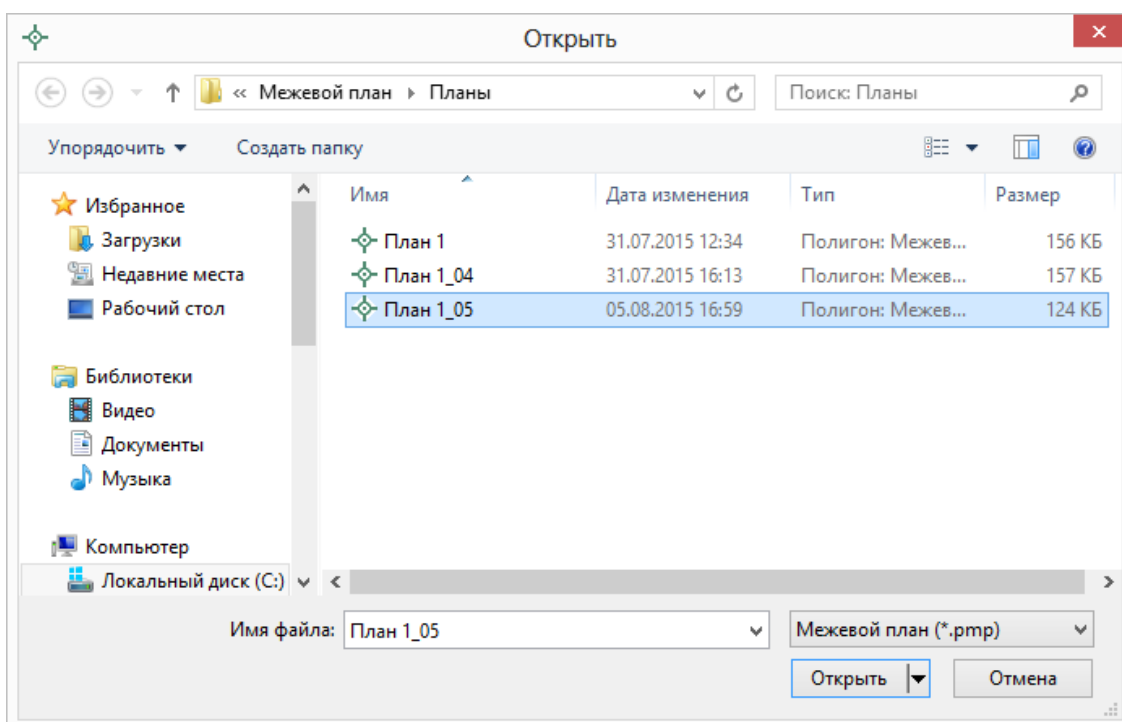 Открыть
« Межевой план Планы
Поиск: Планы
Упорядочить Создать папку
Избранное
Загрузки
Недавние места
Рабочий стол
Библиотеки
Видео
Документы
Музыка
Компьютер
Локальный диск (C:)
Имя Дата изменения Тип Размер
План 1 31.07.2015 12:34 Полигон: Межев... 156 КБ
План 1_04 31.07.2015 16:13 Полигон: Межев... 157 КБ
План 1_05 05.08.2015 16:59 Полигон: Межев... 124 КБ
Имя файла: План 1_05 Межевой план (*.pmp)
Открыть Отмена